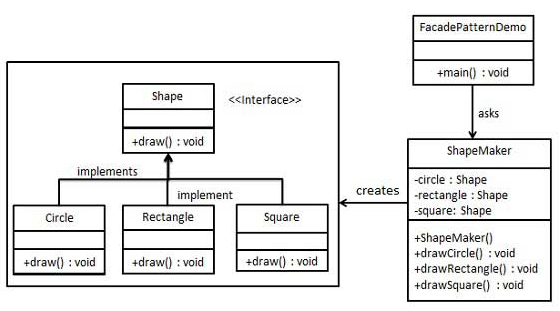 FacadePatternDemo
+main() : void
asks
Shape
<<Interface>>
+draw() : void
implements
implement
Circle
+draw() : void
Rectangle
+draw() : void
Square
+draw() : void
creates
ShapeMaker
-circle : Shape
-rectangle : Shape
-square: Shape
+ShapeMaker()
+drawCircle() : void
+drawRectangle() : void
+drawSquare() : void